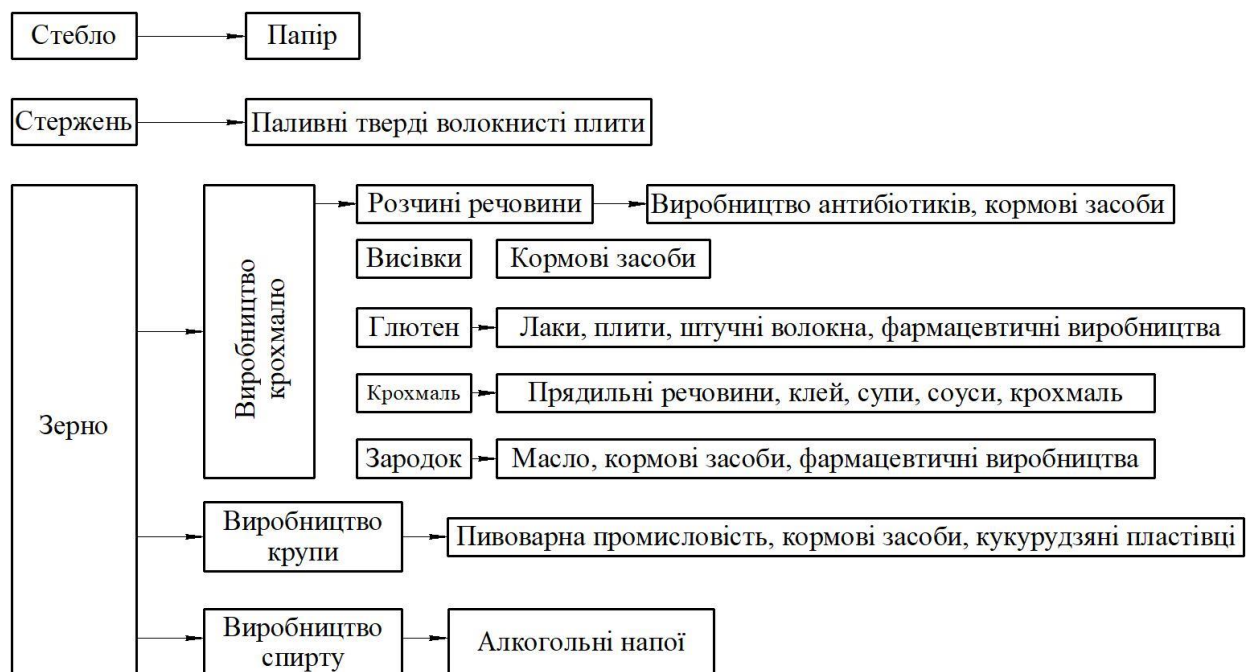 Стебло
Папір
Стержень
Паливні тверді волокнисті плити
Зерно
Виробництво
крохмалю
Розчині речовини
Виробництво антибіотиків, кормові засоби
Висівки
Кормові засоби
Глютен
Лаки, плити, штучні волокна, фармацевтичні виробництва
Крохмаль
Прядильні речовини, клей, супи, соуси, крохмаль
Зародок
Масло, кормові засоби, фармацевтичні виробництва
Виробництво
крупи
Пивоварна промисловість, кормові засоби, кукурудзяні пластівці
Виробництво
спирту
Алкогольні напої